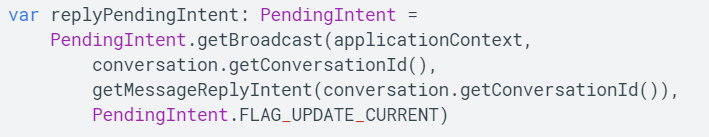 var replyPendingIntent: PendingIntent =
PendingIntent.getBroadcast(applicationContext,
conversation.getConversationId(),
getMessageReplyIntent(conversation.getConversationId()),
PendingIntent.FLAG_UPDATE_CURRENT)